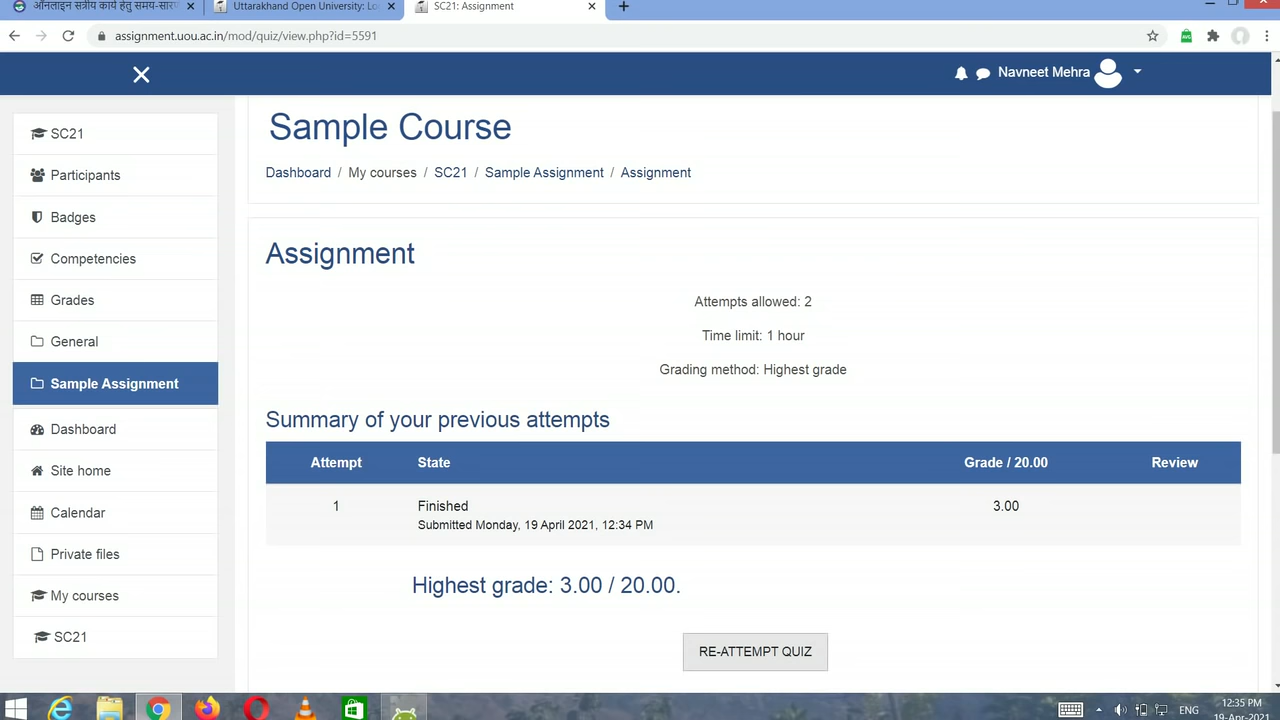 ऑनलाइन सत्रीय कार्य हेतु समय-सार
Uttarakhand Open University: Lo
SC21: Assignment
assignment.uou.ac.in/mod/quiz/view.php?id=5591
Navneet Mehra
SC21
Participants
Badges
Competencies
Grades
General
Sample Assignment
Dashboard
Site home
Calendar
Private files
My courses
SC21
Sample Course
Dashboard / My courses / SC21 / Sample Assignment / Assignment
Assignment
Attempts allowed: 2
Time limit: 1 hour
Grading method: Highest grade
Summary of your previous attempts
Attempt State Grade / 20.00 Review
1 Finished 3.00
Submitted Monday, 19 April 2021, 12:34 PM
Highest grade: 3.00 / 20.00.
RE-ATTEMPT QUIZ
ENG
12:35 PM
19-Apr-2021